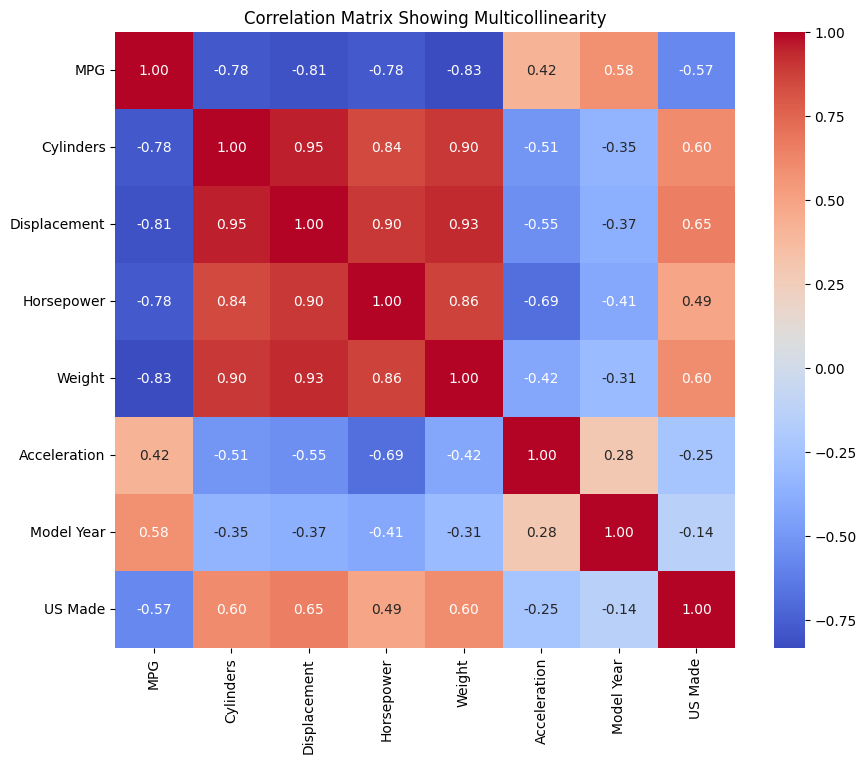 Correlation Matrix Showing Multicollinearity
MPG 1.00 -0.78 -0.81 -0.78 -0.83 0.42 0.58 -0.57
Cylinders -0.78 1.00 0.95 0.84 0.90 -0.51 -0.35 0.60
Displacement -0.81 0.95 1.00 0.90 0.93 -0.55 -0.37 0.65
Horsepower -0.78 0.84 0.90 1.00 0.86 -0.69 -0.41 0.49
Weight -0.83 0.90 0.93 0.86 1.00 -0.42 -0.31 0.60
Acceleration 0.42 -0.51 -0.55 -0.69 -0.42 1.00 0.28 -0.25
Model Year 0.58 -0.35 -0.37 -0.41 -0.31 0.28 1.00 -0.14
US Made -0.57 0.60 0.65 0.49 0.60 -0.25 -0.14 1.00
MPG
Cylinders
Displacement
Horsepower
Weight
Acceleration
Model Year
US Made
1.00
0.75
0.50
0.25
0.00
−0.25
−0.50
−0.75